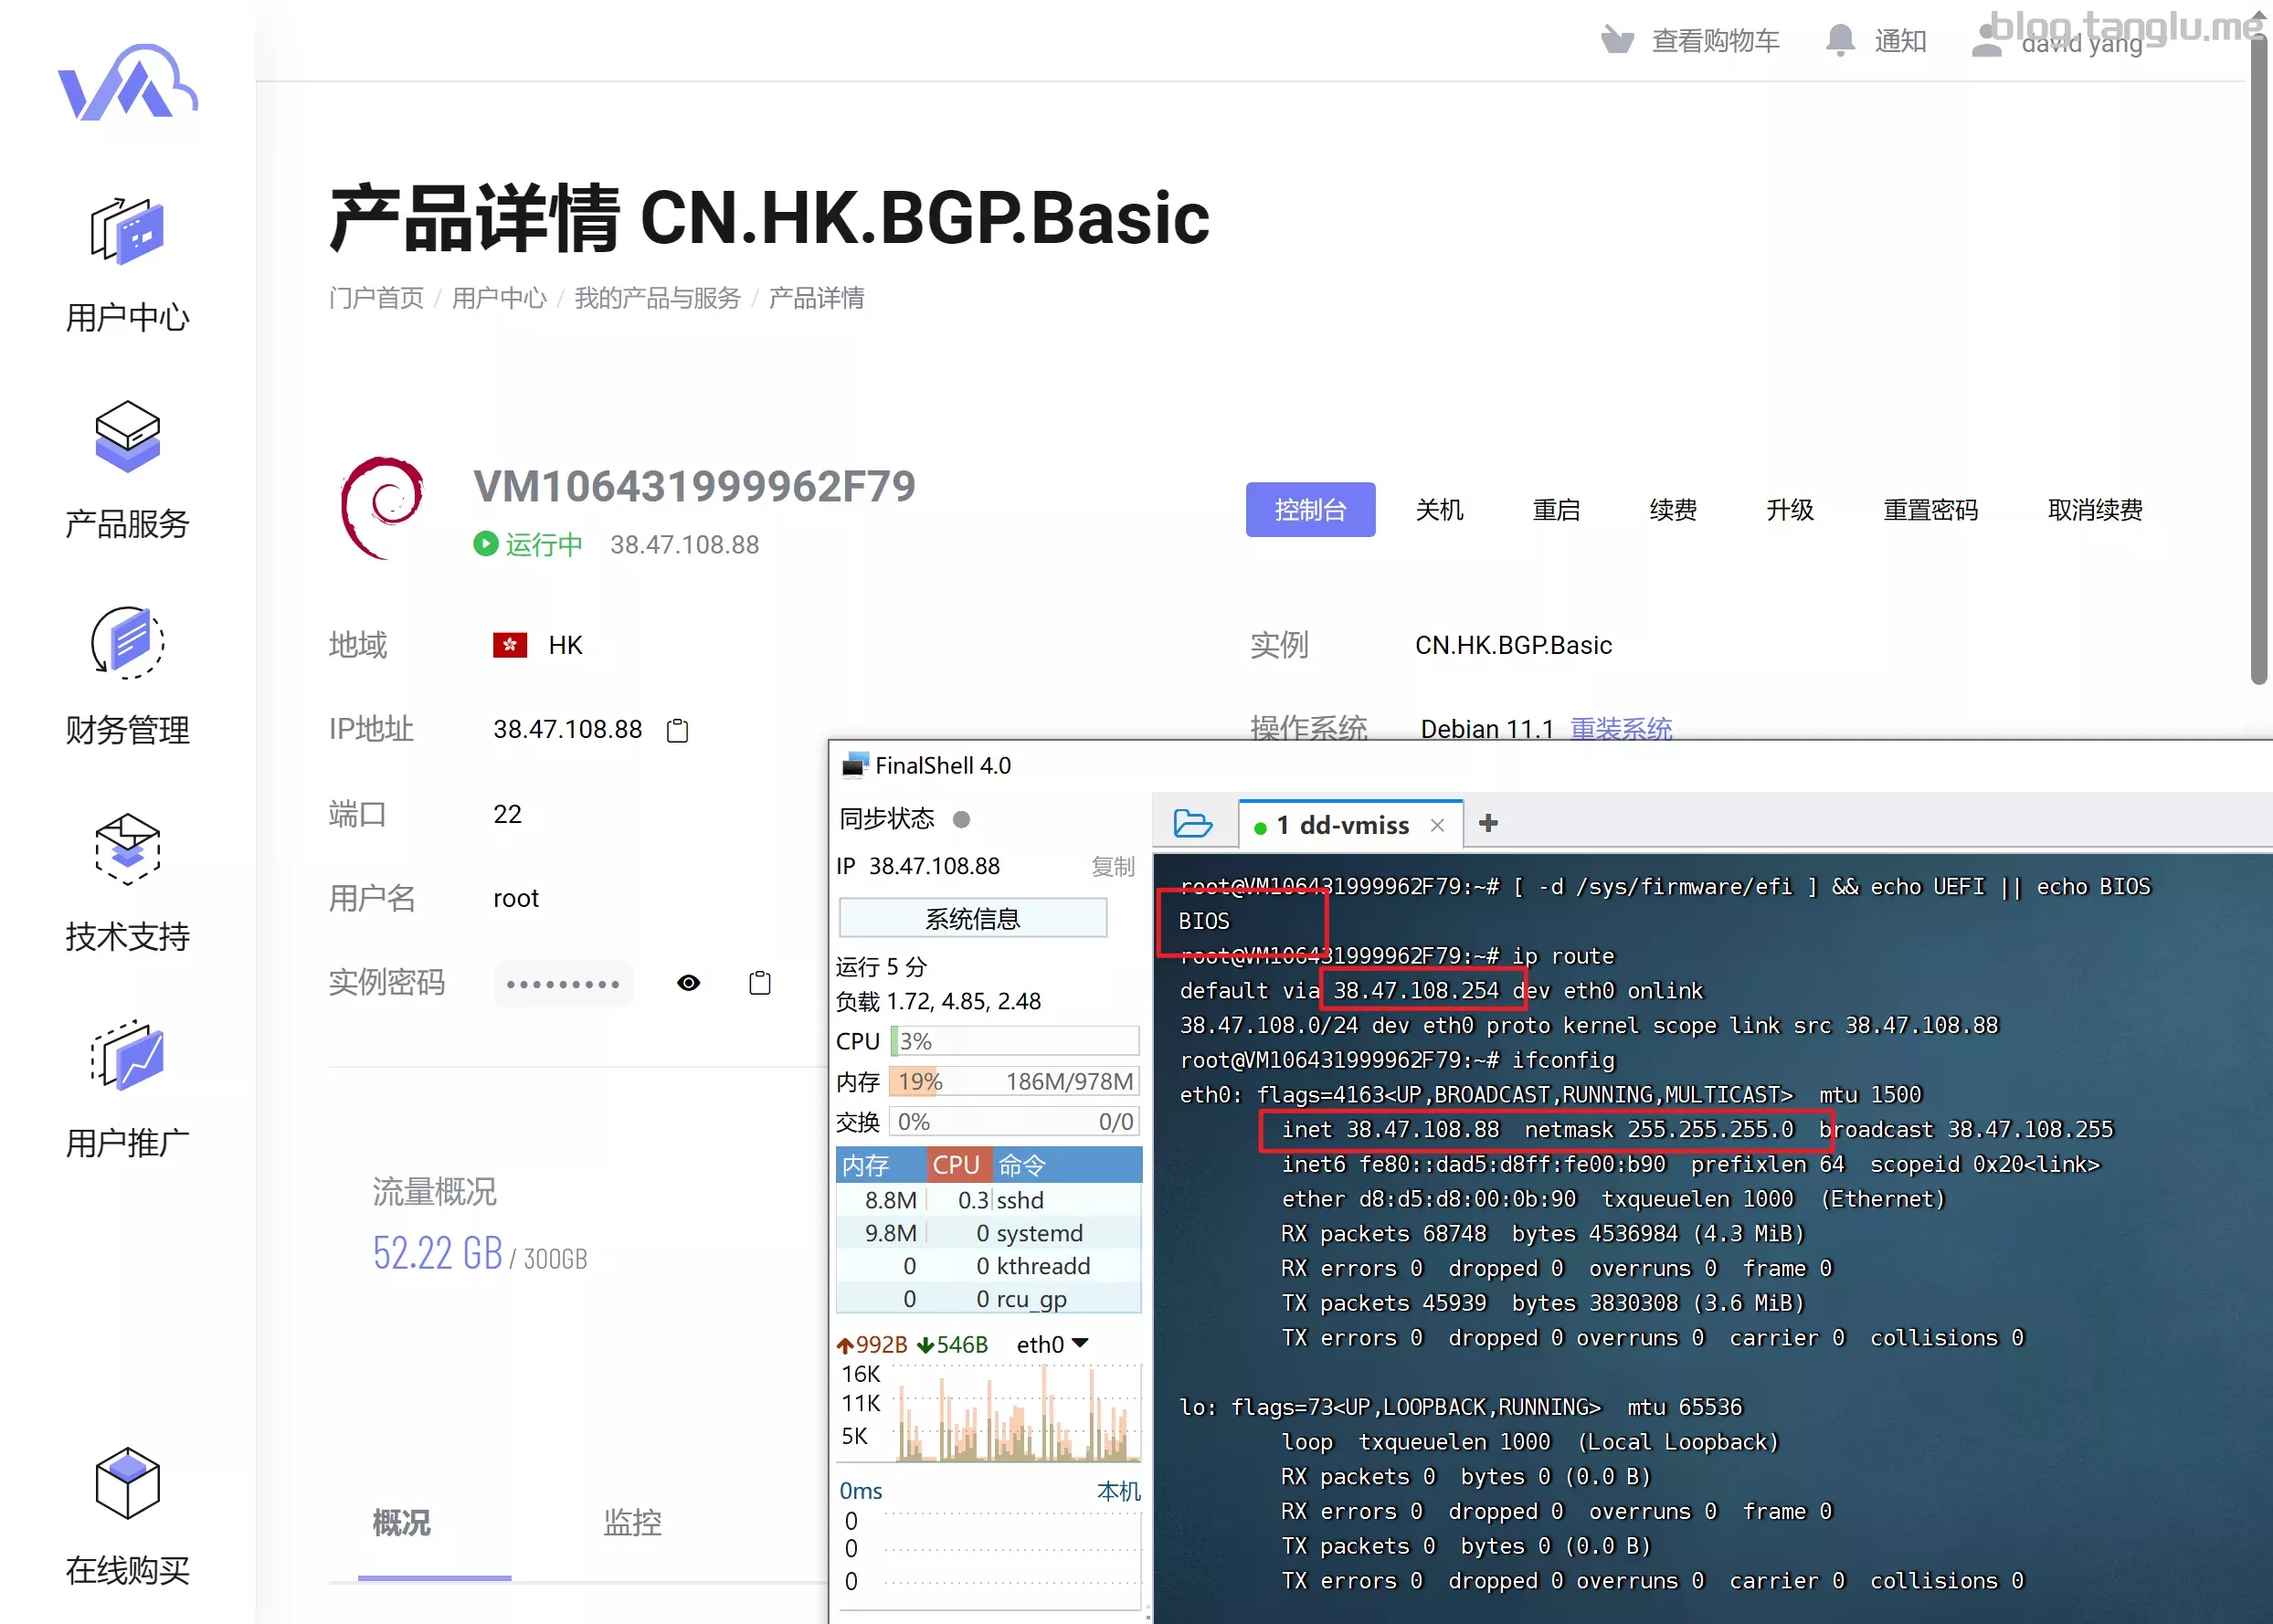 查看购物车
通知
david yang
blog.tanglu.me
用户中心
产品服务
财务管理
技术支持
用户推广
在线购买
产品详情 CN.HK.BGP.Basic
门户首页 / 用户中心 / 我的产品与服务 / 产品详情
VM106431999962F79
运行中 38.47.108.88
控制台 关机 重启 续费 升级 重置密码 取消续费
地域 HK
实例 CN.HK.BGP.Basic
IP地址 38.47.108.88
操作系统 Debian 11.1 重装系统
端口 22
用户名 root
实例密码 •••••••••
流量概况
52.22 GB / 300GB
概况 监控
FinalShell 4.0
同步状态
IP 38.47.108.88 复制
系统信息
运行 5 分
负载 1.72, 4.85, 2.48
CPU 3%
内存 19% 186M/978M
交换 0% 0/0
内存 CPU 命令
8.8M 0.3 sshd
9.8M 0 systemd
0 0 kthreadd
0 0 rcu_gp
992B 546B eth0
16K
11K
5K
0ms 本机
0
0
0
1 dd-vmiss
root@VM106431999962F79:~# [ -d /sys/firmware/efi ] && echo UEFI || echo BIOS
BIOS
root@VM106431999962F79:~# ip route
default via 38.47.108.254 dev eth0 onlink
38.47.108.0/24 dev eth0 proto kernel scope link src 38.47.108.88
root@VM106431999962F79:~# ifconfig
eth0: flags=4163<UP,BROADCAST,RUNNING,MULTICAST> mtu 1500
inet 38.47.108.88 netmask 255.255.255.0 broadcast 38.47.108.255
inet6 fe80::dad5:d8ff:fe00:b90 prefixlen 64 scopeid 0x20<link>
ether d8:d5:d8:00:0b:90 txqueuelen 1000 (Ethernet)
RX packets 68748 bytes 4536984 (4.3 MiB)
RX errors 0 dropped 0 overruns 0 frame 0
TX packets 45939 bytes 3830308 (3.6 MiB)
TX errors 0 dropped 0 overruns 0 carrier 0 collisions 0
lo: flags=73<UP,LOOPBACK,RUNNING> mtu 65536
loop txqueuelen 1000 (Local Loopback)
RX packets 0 bytes 0 (0.0 B)
RX errors 0 dropped 0 overruns 0 frame 0
TX packets 0 bytes 0 (0.0 B)
TX errors 0 dropped 0 overruns 0 carrier 0 collisions 0